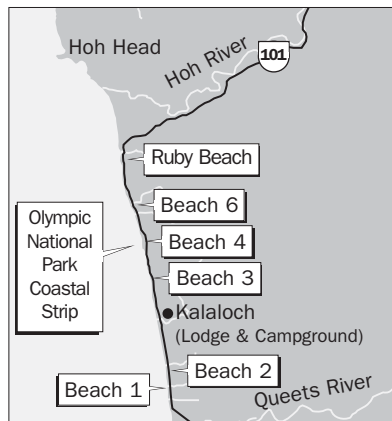 Hoh Head
Hoh River
101
Ruby Beach
Beach 6
Olympic
National
Park
Coastal
Strip
Beach 4
Beach 3
Kalaloch
(Lodge & Campground)
Beach 2
Beach 1
Queets River